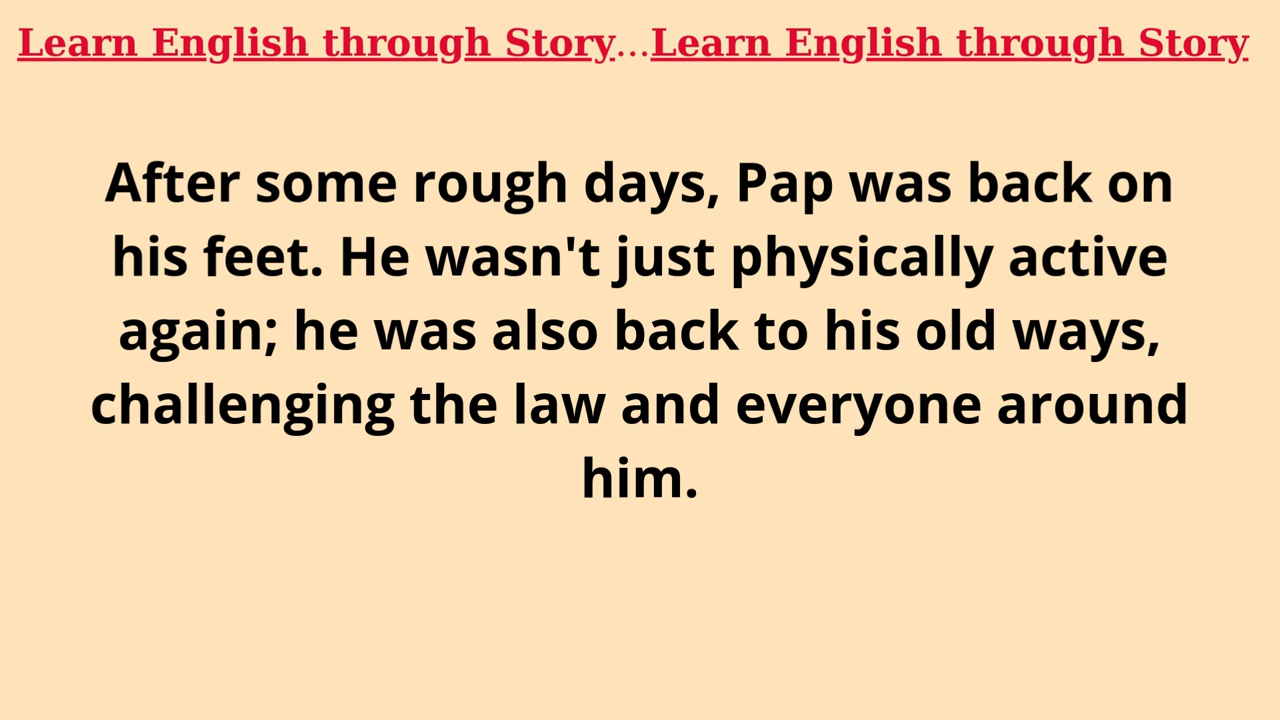 Learn English through Story...Learn English through Story
After some rough days, Pap was back on
his feet. He wasn't just physically active
again; he was also back to his old ways,
challenging the law and everyone around
him.